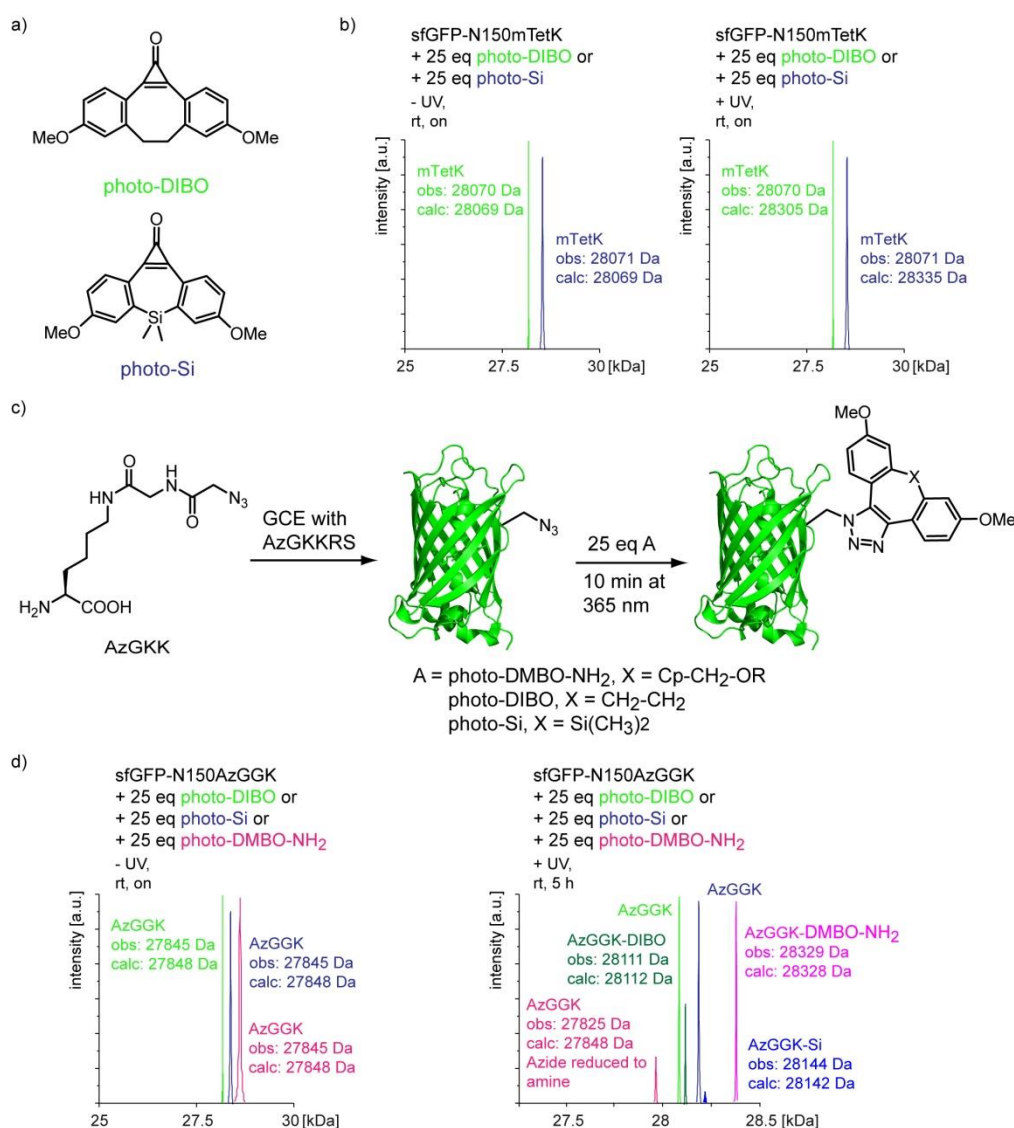 a)
O
MeO
OMe
photo-DIBO
O
MeO
Si
OMe
photo-Si
b)
sfGFP-N150mTetK
+ 25 eq photo-DIBO or
+ 25 eq photo-Si
- UV,
rt, on
intensity [a.u.]
mTetK
obs: 28070 Da
calc: 28069 Da
mTetK
obs: 28071 Da
calc: 28069 Da
25
27.5
30 [kDa]
sfGFP-N150mTetK
+ 25 eq photo-DIBO or
+ 25 eq photo-Si
+ UV,
rt, on
intensity [a.u.]
mTetK
obs: 28070 Da
calc: 28305 Da
mTetK
obs: 28071 Da
calc: 28335 Da
25
27.5
30 [kDa]
c)
O
H
N
N3
HN
O
H2N
COOH
AzGKK
GCE with
AzGKKRS
N3
25 eq A
10 min at
365 nm
MeO
X
OMe
N
N=N
A = photo-DMBO-NH2, X = Cp-CH2-OR
photo-DIBO, X = CH2-CH2
photo-Si, X = Si(CH3)2
d)
sfGFP-N150AzGGK
+ 25 eq photo-DIBO or
+ 25 eq photo-Si or
+ 25 eq photo-DMBO-NH2
- UV,
rt, on
intensity [a.u.]
AzGGK
obs: 27845 Da
calc: 27848 Da
AzGGK
obs: 27845 Da
calc: 27848 Da
AzGGK
obs: 27845 Da
calc: 27848 Da
25
27.5
30 [kDa]
sfGFP-N150AzGGK
+ 25 eq photo-DIBO or
+ 25 eq photo-Si or
+ 25 eq photo-DMBO-NH2
+ UV,
rt, 5 h
intensity [a.u.]
AzGGK
AzGGK
AzGGK-DIBO
obs: 28111 Da
calc: 28112 Da
AzGGK-DMBO-NH2
obs: 28329 Da
calc: 28328 Da
AzGGK
obs: 27825 Da
calc: 27848 Da
Azide reduced to
amine
AzGGK-Si
obs: 28144 Da
calc: 28142 Da
27.5
28
28.5 [kDa]